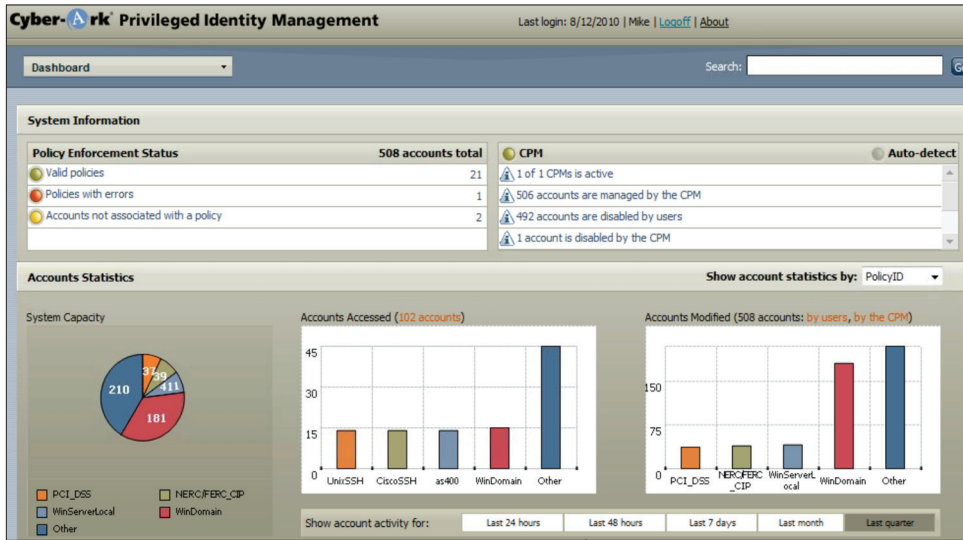 Cyber-Ark Privileged Identity Management
Last login: 8/12/2010 | Mike | Logoff | About
Dashboard
Search:
System Information
Policy Enforcement Status 508 accounts total
Valid policies 21
Policies with errors 1
Accounts not associated with a policy 2
CPM Auto-detect
1 of 1 CPMs is active
506 accounts are managed by the CPM
492 accounts are disabled by users
1 account is disabled by the CPM
Accounts Statistics
Show account statistics by: PolicyID
System Capacity
37
39
411
181
210
PCI_DSS NERC/FERC_CIP
WinServerLocal WinDomain
Other
Accounts Accessed (102 accounts)
45
30
15
0
UnixSSH CiscoSSH as400 WinDomain Other
Accounts Modified (508 accounts: by users, by the CPM)
150
75
0
PCI_DSS NERC/FERC_CIP WinServerLocal WinDomain Other
Show account activity for: Last 24 hours Last 48 hours Last 7 days Last month Last quarter